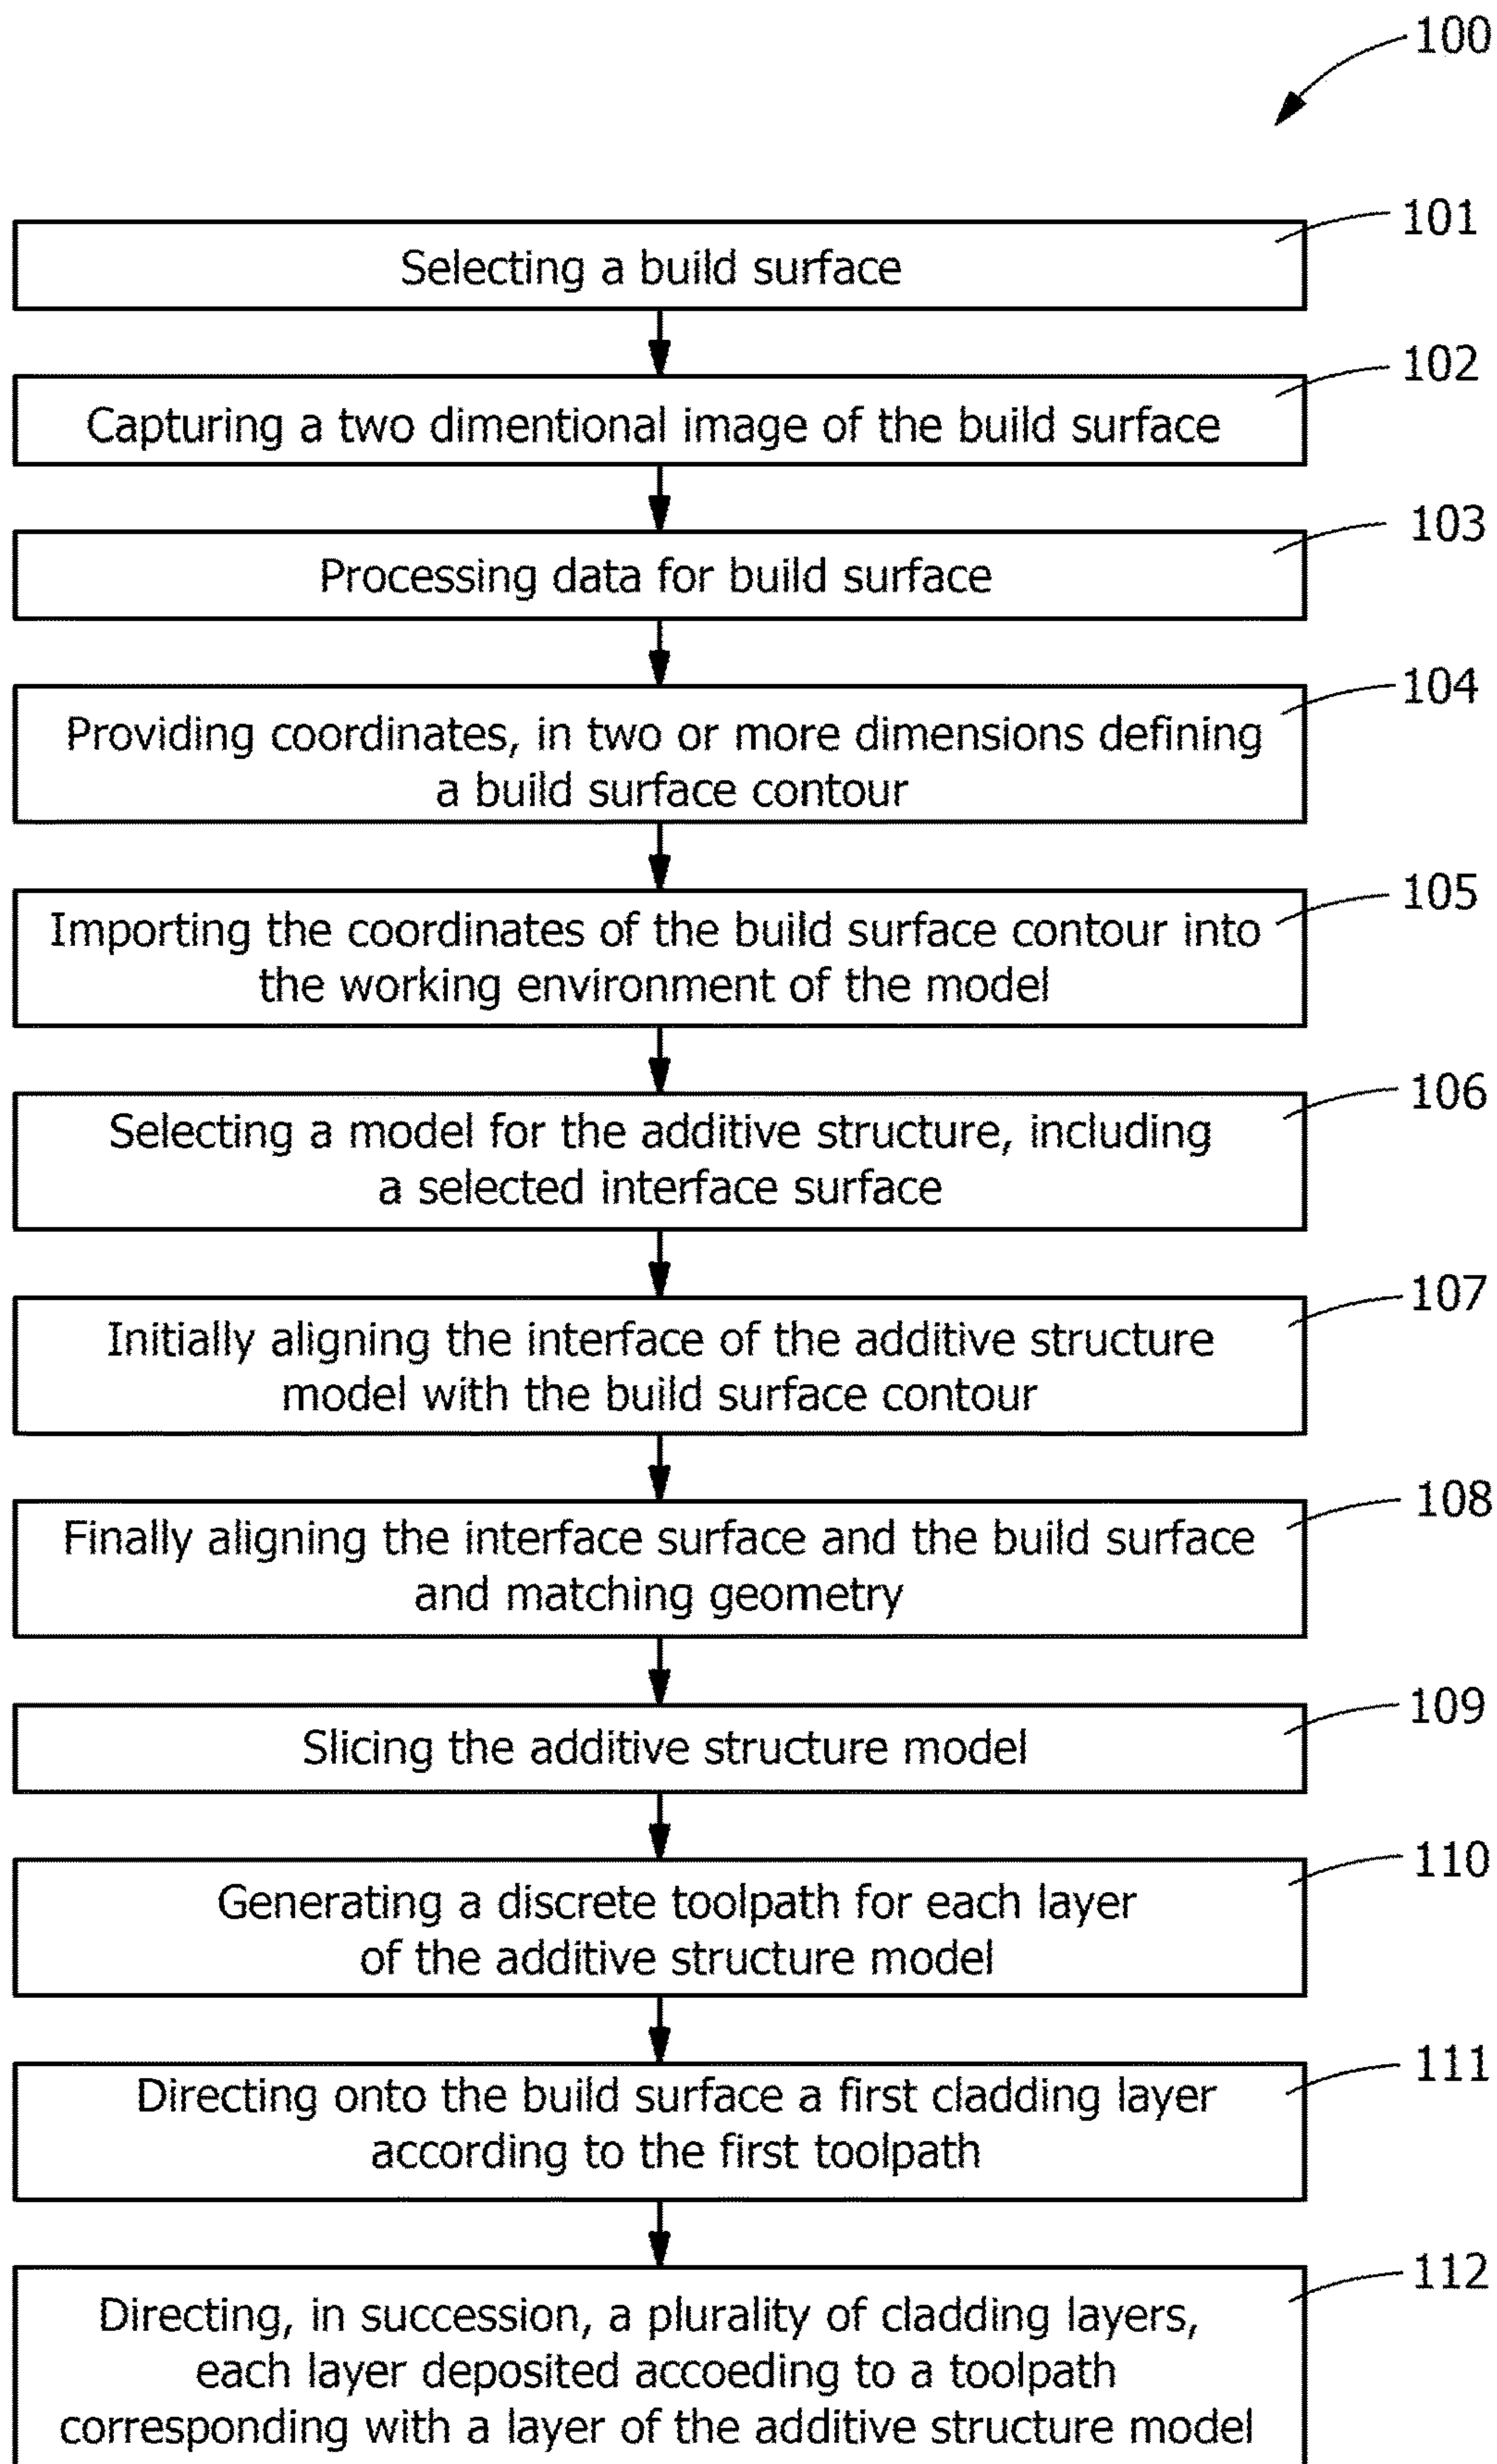 100
101
Selecting a build surface
102
Capturing a two dimentional image of the build surface
103
Processing data for build surface
104
Providing coordinates, in two or more dimensions defining
a build surface contour
105
Importing the coordinates of the build surface contour into
the working environment of the model
106
Selecting a model for the additive structure, including
a selected interface surface
107
Initially aligning the interface of the additive structure
model with the build surface contour
108
Finally aligning the interface surface and the build surface
and matching geometry
109
Slicing the additive structure model
110
Generating a discrete toolpath for each layer
of the additive structure model
111
Directing onto the build surface a first cladding layer
according to the first toolpath
112
Directing, in succession, a plurality of cladding layers,
each layer deposited accoeding to a toolpath
corresponding with a layer of the additive structure model